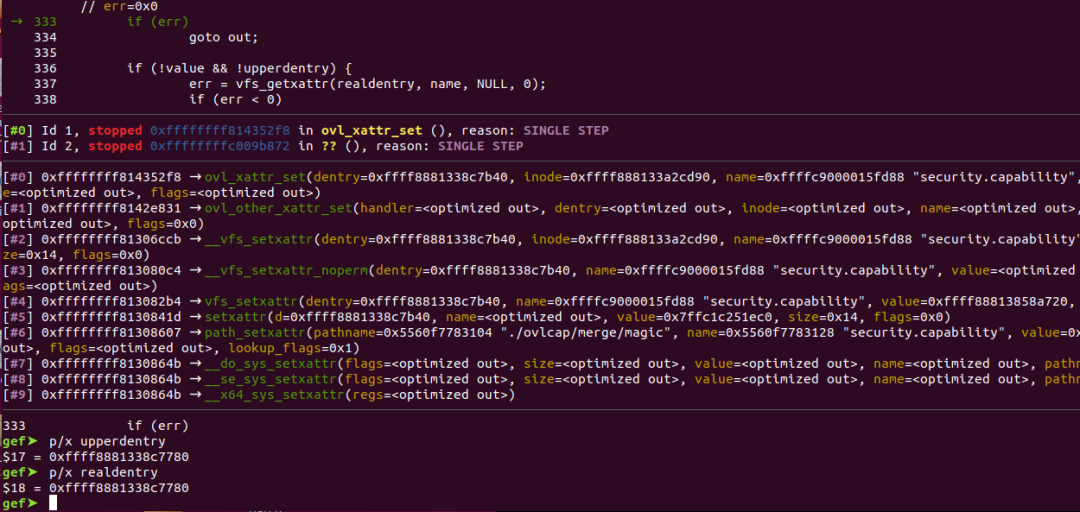 // err=0x0
→ 333 if (err)
334 goto out;
335
336 if (!value && !upperdentry) {
337 err = vfs_getxattr(realdentry, name, NULL, 0);
338 if (err < 0)
[#0] Id 1, stopped 0xffffffff814352f8 in ovl_xattr_set (), reason: SINGLE STEP
[#1] Id 2, stopped 0xffffffffc009b872 in ?? (), reason: SINGLE STEP
[#0] 0xffffffff814352f8 → ovl_xattr_set(dentry=0xffff8881338c7b40, inode=0xffff888133a2cd90, name=0xffffc9000015fd88 "security.capability",
e=<optimized out>, flags=<optimized out>)
[#1] 0xffffffff8142e831 → ovl_other_xattr_set(handler=<optimized out>, dentry=<optimized out>, inode=<optimized out>, name=<optimized out>,
optimized out>, flags=0x0)
[#2] 0xffffffff81306ccb → __vfs_setxattr(dentry=0xffff8881338c7b40, inode=0xffff888133a2cd90, name=0xffffc9000015fd88 "security.capability"
ze=0x14, flags=0x0)
[#3] 0xffffffff813080c4 → __vfs_setxattr_noperm(dentry=0xffff8881338c7b40, name=0xffffc9000015fd88 "security.capability", value=<optimized
ags=<optimized out>)
[#4] 0xffffffff813082b4 → vfs_setxattr(dentry=0xffff8881338c7b40, name=0xffffc9000015fd88 "security.capability", value=0xffff88813858a720,
[#5] 0xffffffff8130841d → setxattr(d=0xffff8881338c7b40, name=<optimized out>, value=0x7ffc1c251ec0, size=0x14, flags=0x0)
[#6] 0xffffffff81308607 → path_setxattr(pathname=0x5560f7783104 "./ovlcap/merge/magic", name=0x5560f7783128 "security.capability", value=0x
out>, flags=<optimized out>, lookup_flags=0x1)
[#7] 0xffffffff8130864b → __do_sys_setxattr(flags=<optimized out>, size=<optimized out>, value=<optimized out>, name=<optimized out>, pathn
[#8] 0xffffffff8130864b → __se_sys_setxattr(flags=<optimized out>, size=<optimized out>, value=<optimized out>, name=<optimized out>, pathn
[#9] 0xffffffff8130864b → __x64_sys_setxattr(regs=<optimized out>)
333 if (err)
gef➤ p/x upperdentry
$17 = 0xffff8881338c7780
gef➤ p/x realdentry
$18 = 0xffff8881338c7780
gef➤